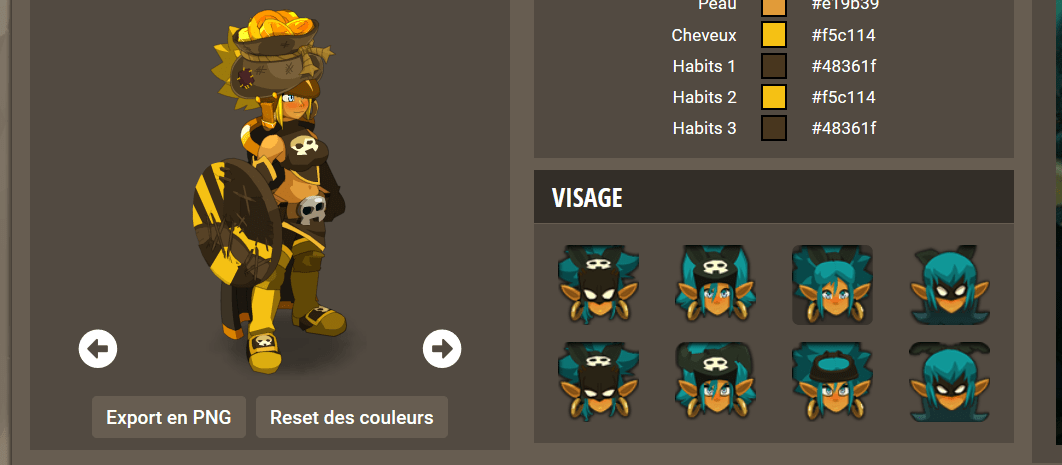 Peau #e19b39
Cheveux #f5c114
Habits 1 #48361f
Habits 2 #f5c114
Habits 3 #48361f
VISAGE
Export en PNG
Reset des couleurs